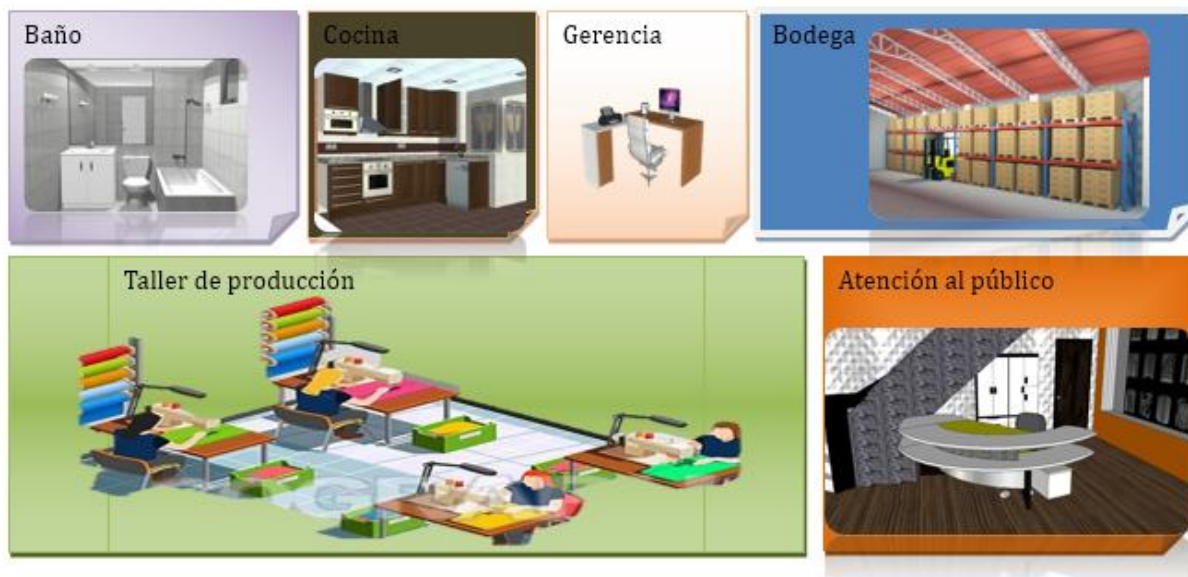 Baño
Cocina
Gerencia
Bodega
Taller de producción
Atención al público